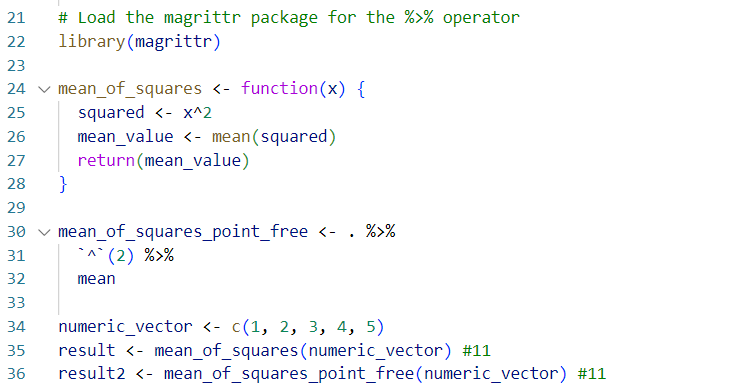 21 # Load the magrittr package for the %>% operator
22 library(magrittr)
23
24 mean_of_squares <- function(x) {
25 squared <- x^2
26 mean_value <- mean(squared)
27 return(mean_value)
28 }
29
30 mean_of_squares_point_free <- . %>%
31 `^`(2) %>%
32 mean
33
34 numeric_vector <- c(1, 2, 3, 4, 5)
35 result <- mean_of_squares(numeric_vector) #11
36 result2 <- mean_of_squares_point_free(numeric_vector) #11